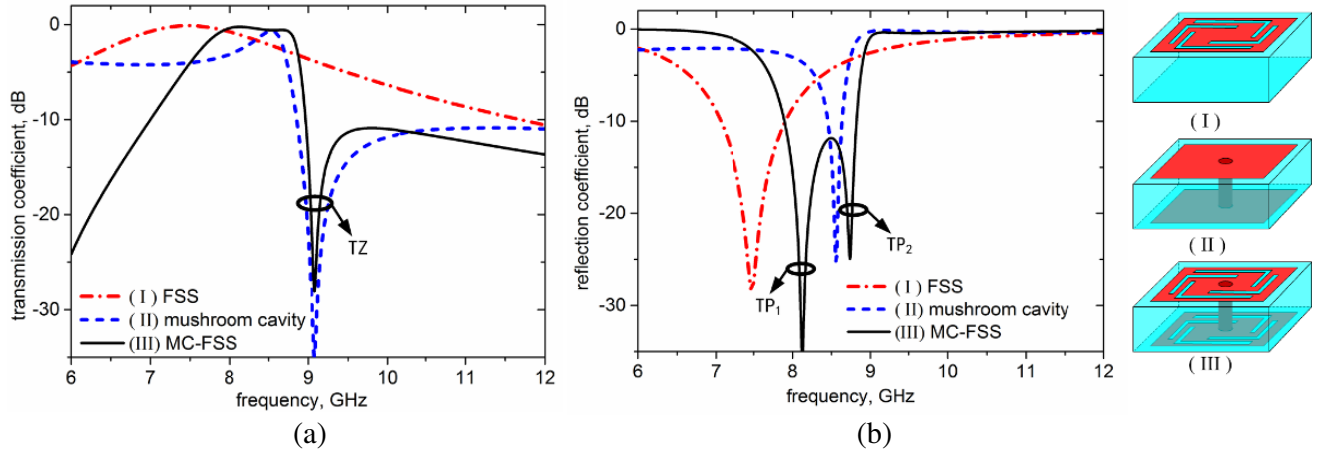 transmission coefficient, dB
0
-10
-20
-30
TZ
( I ) FSS
( II ) mushroom cavity
(III) MC-FSS
6 7 8 9 10 11 12
frequency, GHz
(a)
reflection coefficient, dB
0
-10
-20
-30
TP2
TP1
( I ) FSS
( II ) mushroom cavity
(III) MC-FSS
6 7 8 9 10 11 12
frequency, GHz
(b)
( I )
( II )
( III )